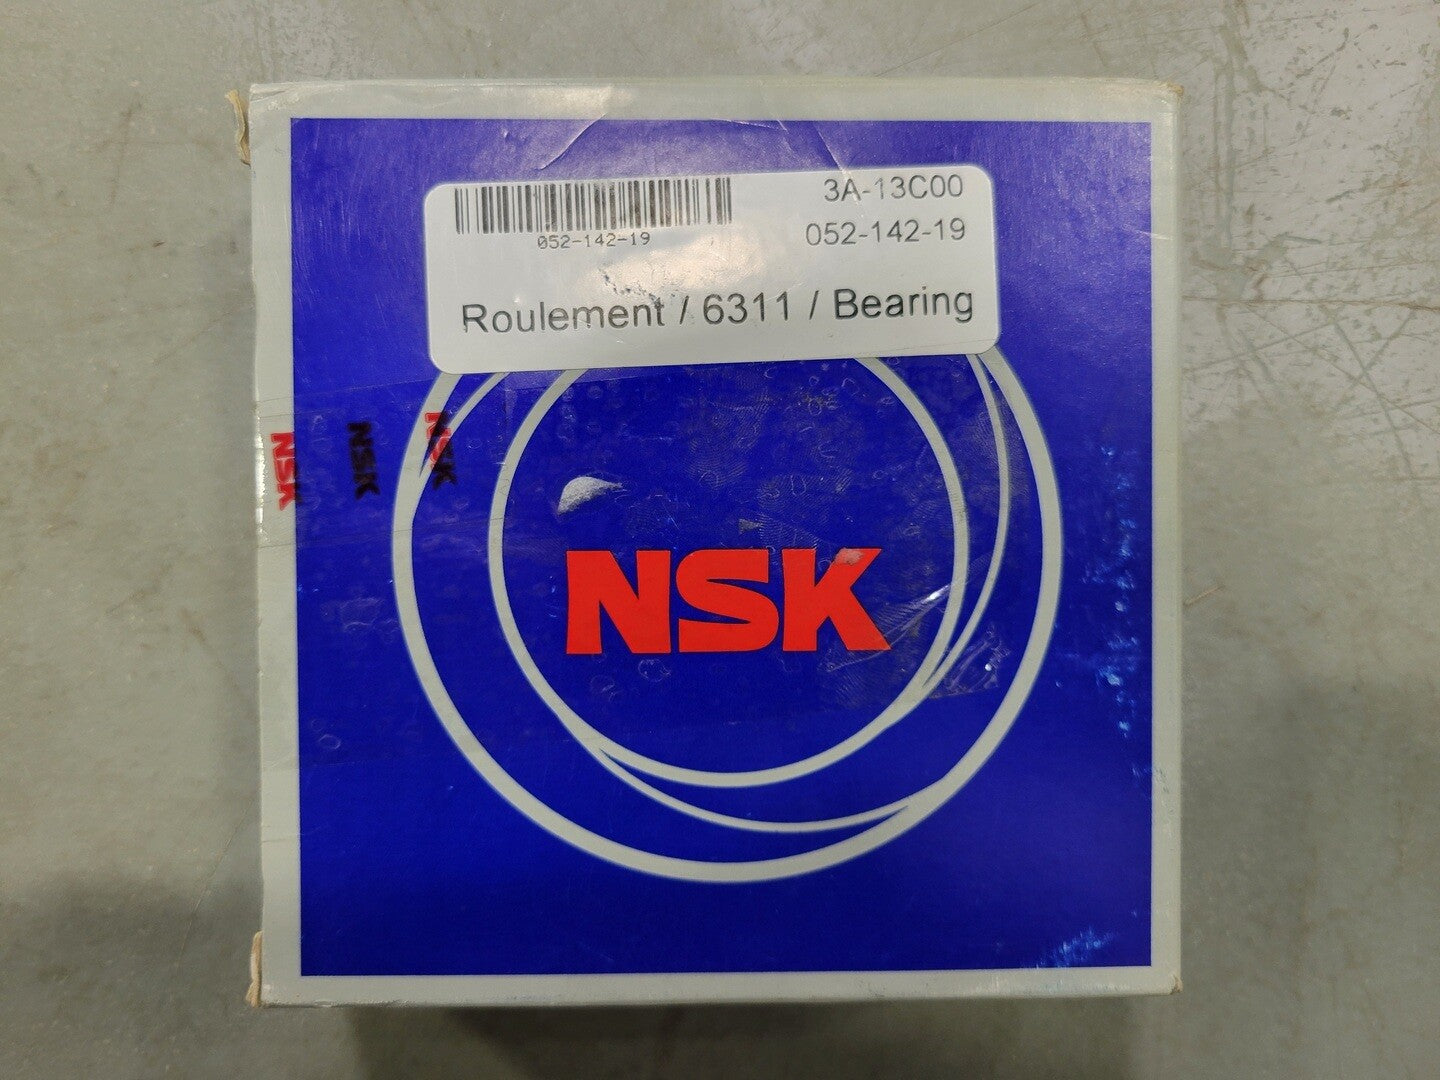 3A-13C00
052-142-19
052-142-19
Roulement / 6311 / Bearing
NSK
NSK
NSK
NSK